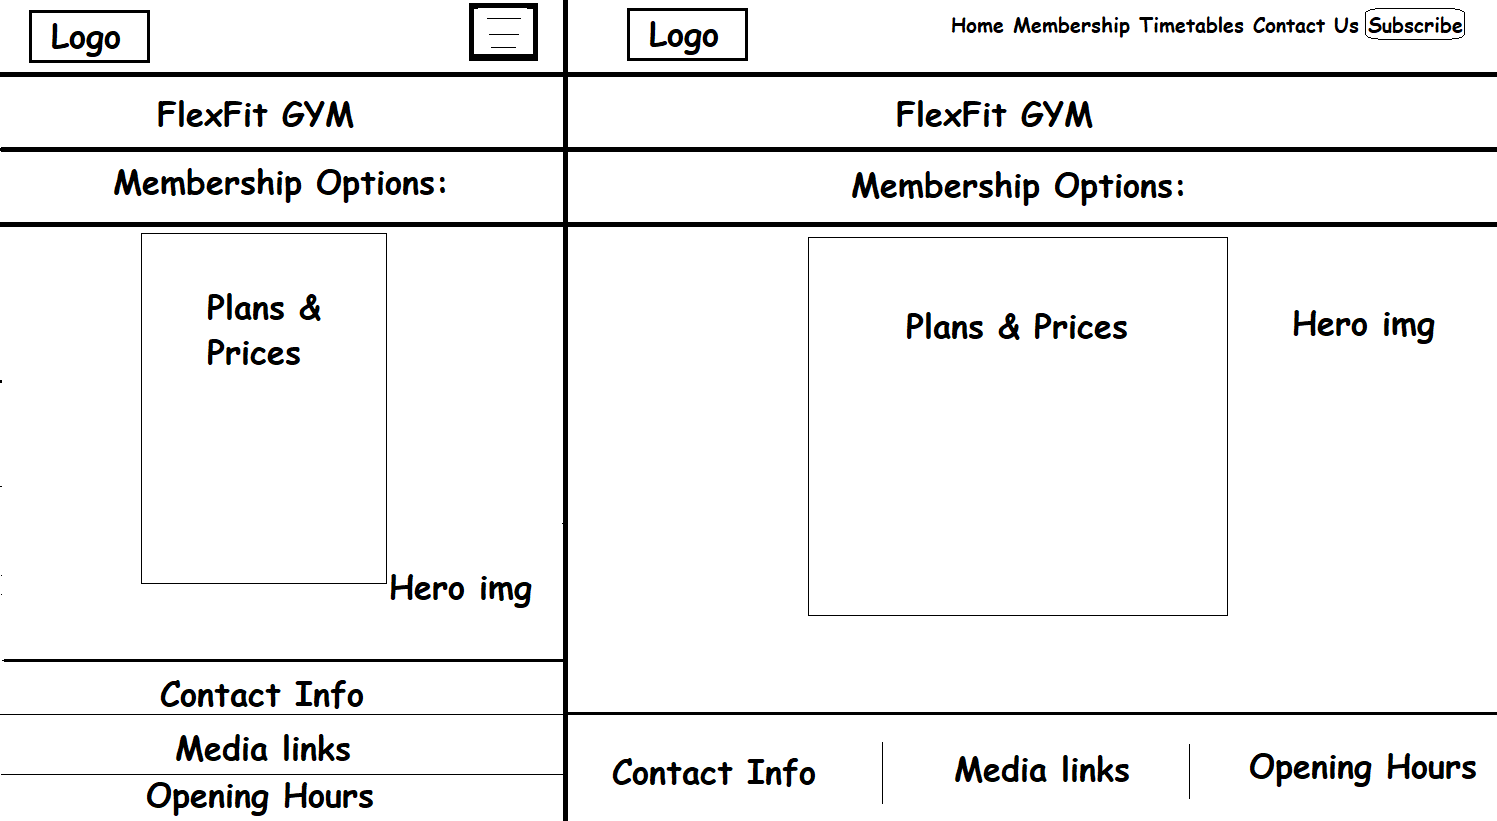 Logo
FlexFit GYM
Membership Options:
Plans &
Prices
Hero img
Contact Info
Media links
Opening Hours
Logo
Home Membership Timetables Contact Us Subscribe
FlexFit GYM
Membership Options:
Plans & Prices
Hero img
Contact Info
Media links
Opening Hours